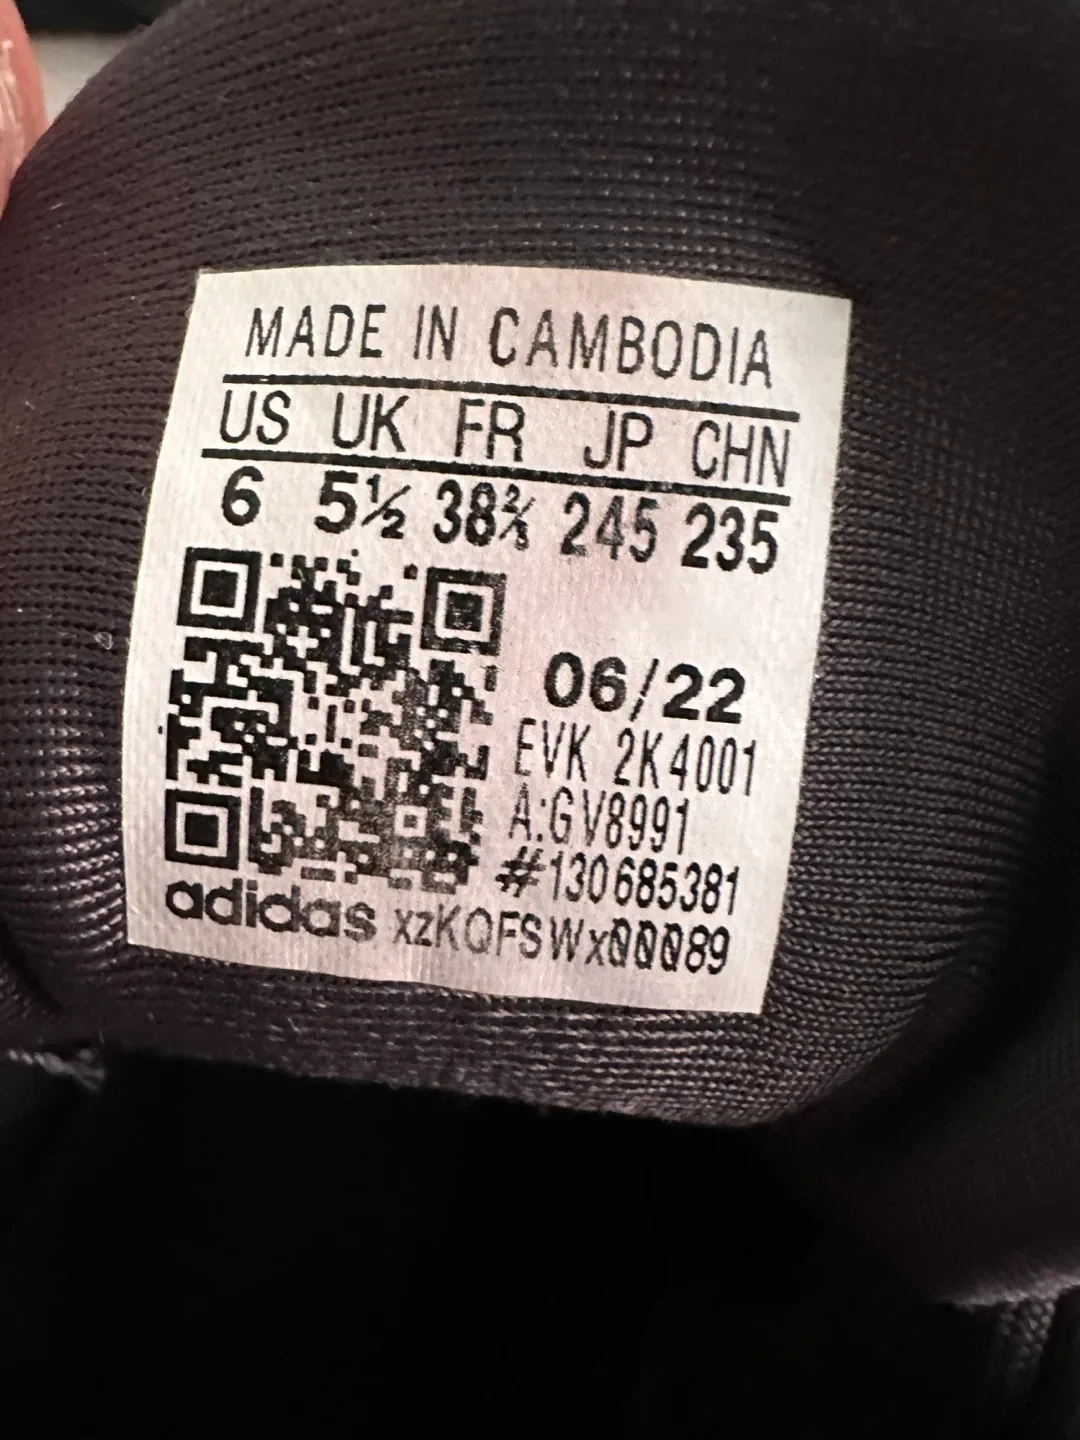 MADE IN CAMBODIA
US UK FR JP CHN
6 5½ 38⅔ 245 235
06/22
EVK 2K4001
A:GV8991
#130685381
adidas xzKQFSWx00089